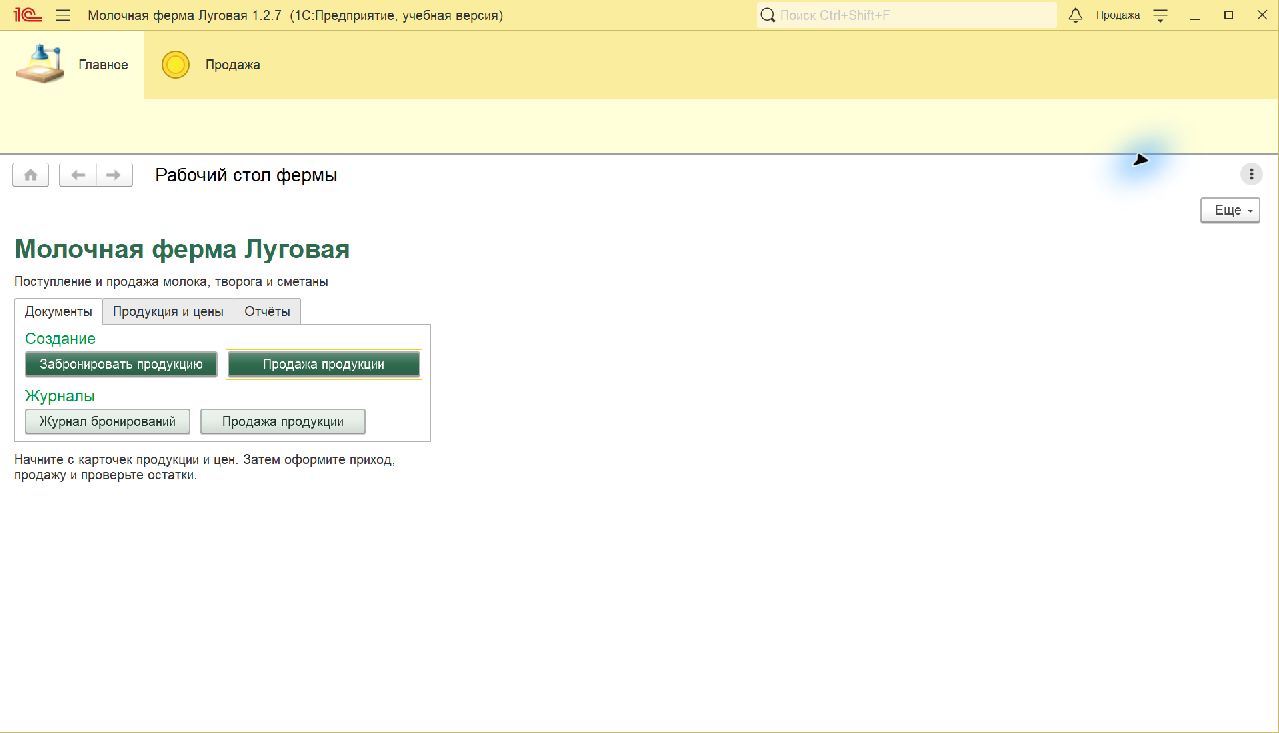 Молочная ферма Луговая 1.2.7 (1С:Предприятие, учебная версия)
Поиск Ctrl+Shift+F
Продажа
Главное
Продажа
Рабочий стол фермы
Еще
Молочная ферма Луговая
Поступление и продажа молока, творога и сметаны
Документы Продукция и цены Отчёты
Создание
Забронировать продукцию Продажа продукции
Журналы
Журнал бронирований Продажа продукции
Начните с карточек продукции и цен. Затем оформите приход,
продажу и проверьте остатки.